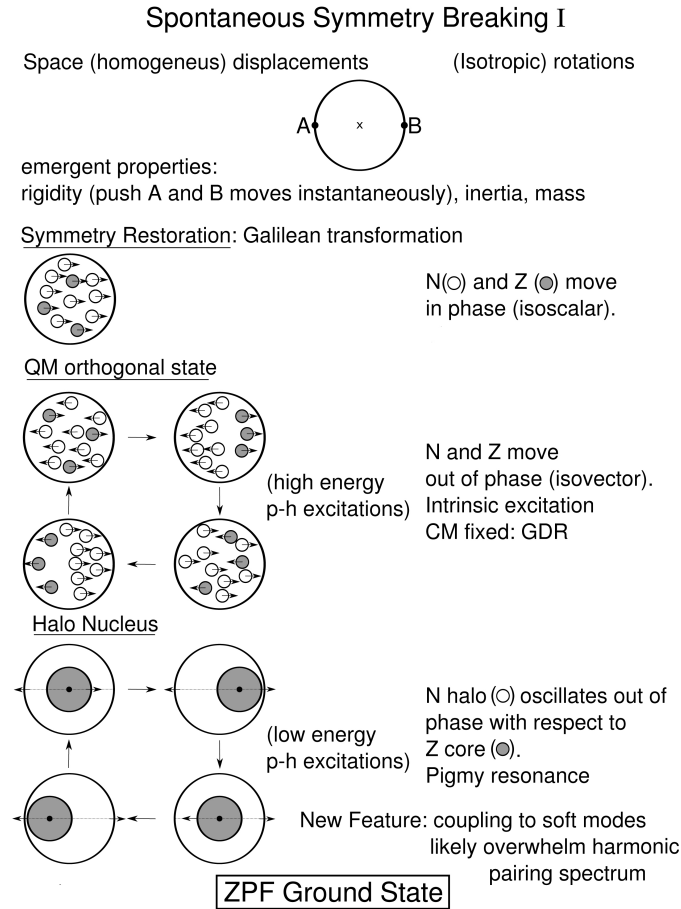 Spontaneous Symmetry Breaking I
Space (homogeneus) displacements (Isotropic) rotations
A x B
emergent properties:
rigidity (push A and B moves instantaneously), inertia, mass
Symmetry Restoration: Galilean transformation
N(○) and Z (●) move
in phase (isoscalar).
QM orthogonal state
(high energy
p-h excitations)
N and Z move
out of phase (isovector).
Intrinsic excitation
CM fixed: GDR
Halo Nucleus
(low energy
p-h excitations)
N halo (○) oscillates out of
phase with respect to
Z core (●).
Pigmy resonance
New Feature: coupling to soft modes
likely overwhelm harmonic
pairing spectrum
ZPF Ground State